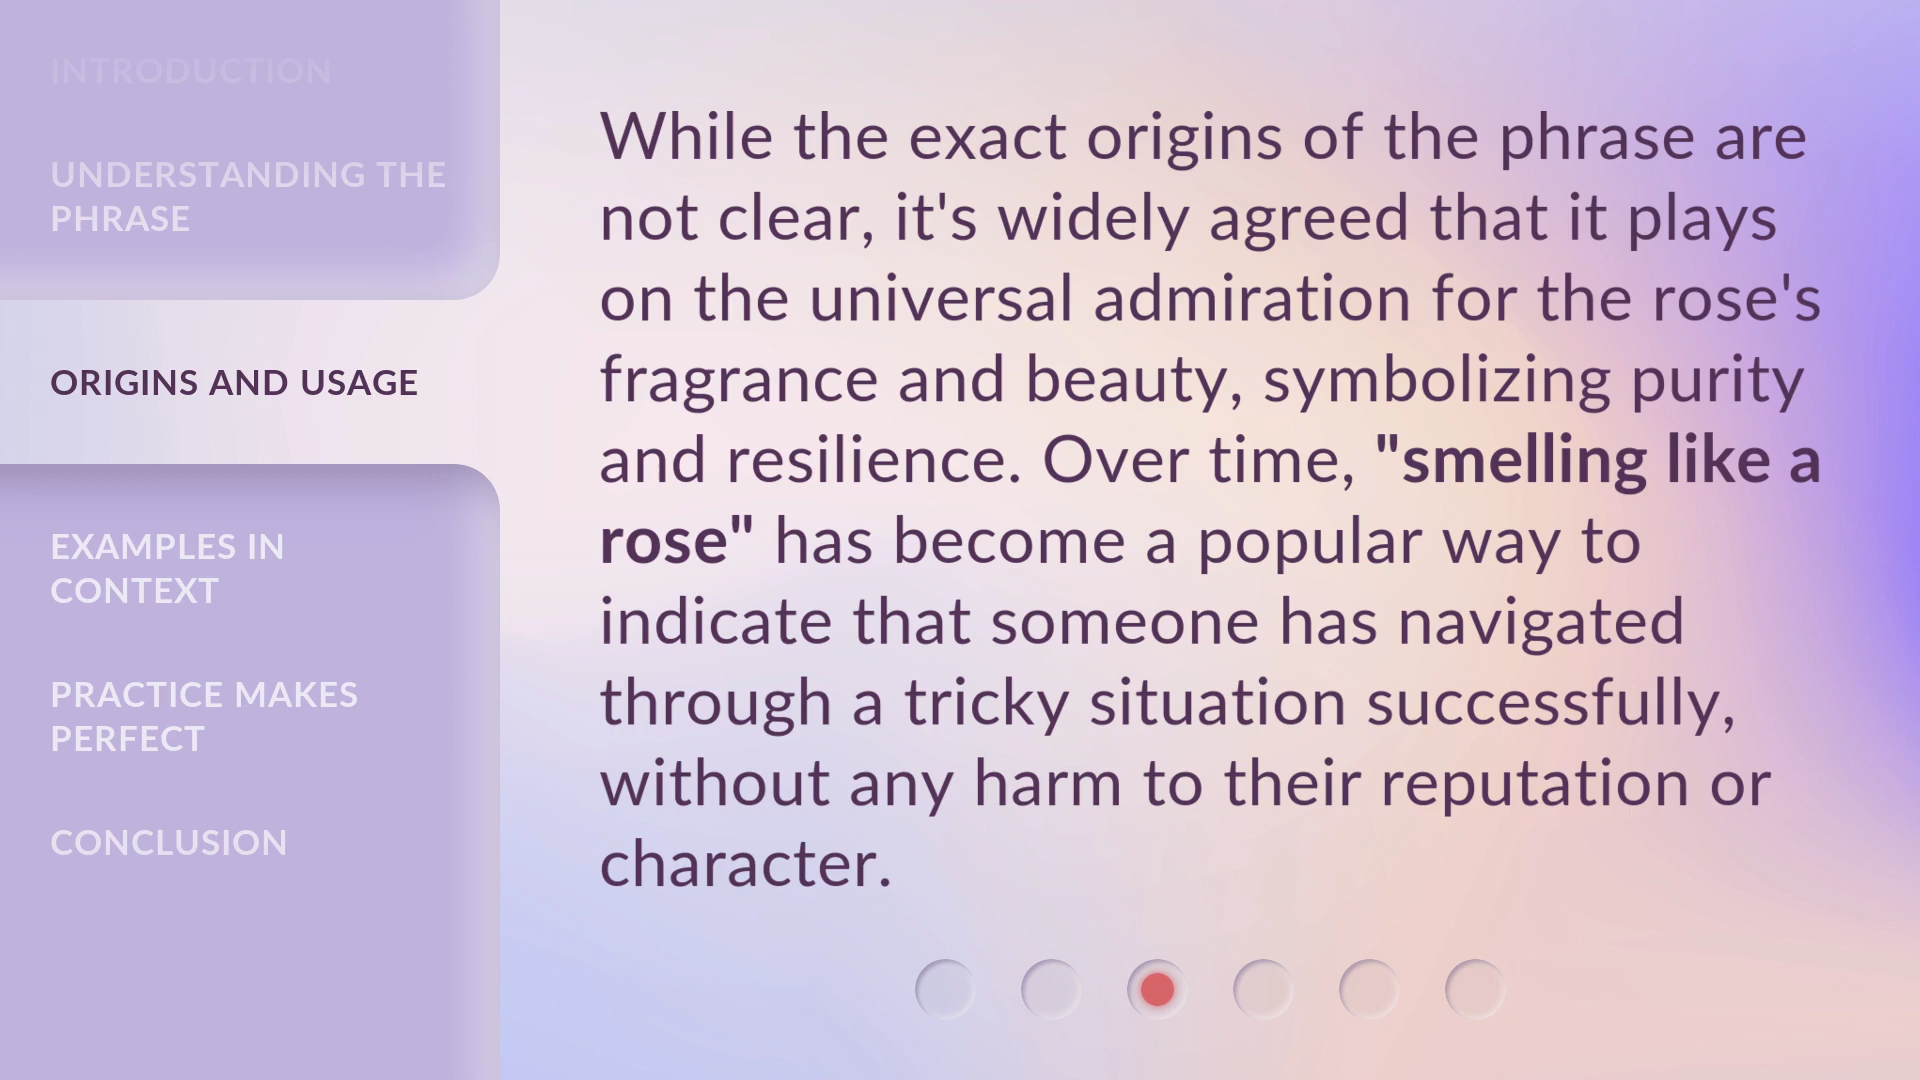 INTRODUCTION
UNDERSTANDING THE
PHRASE
ORIGINS AND USAGE
EXAMPLES IN
CONTEXT
PRACTICE MAKES
PERFECT
CONCLUSION
While the exact origins of the phrase are
not clear, it's widely agreed that it plays
on the universal admiration for the rose's
fragrance and beauty, symbolizing purity
and resilience. Over time, "smelling like a
rose" has become a popular way to
indicate that someone has navigated
through a tricky situation successfully,
without any harm to their reputation or
character.